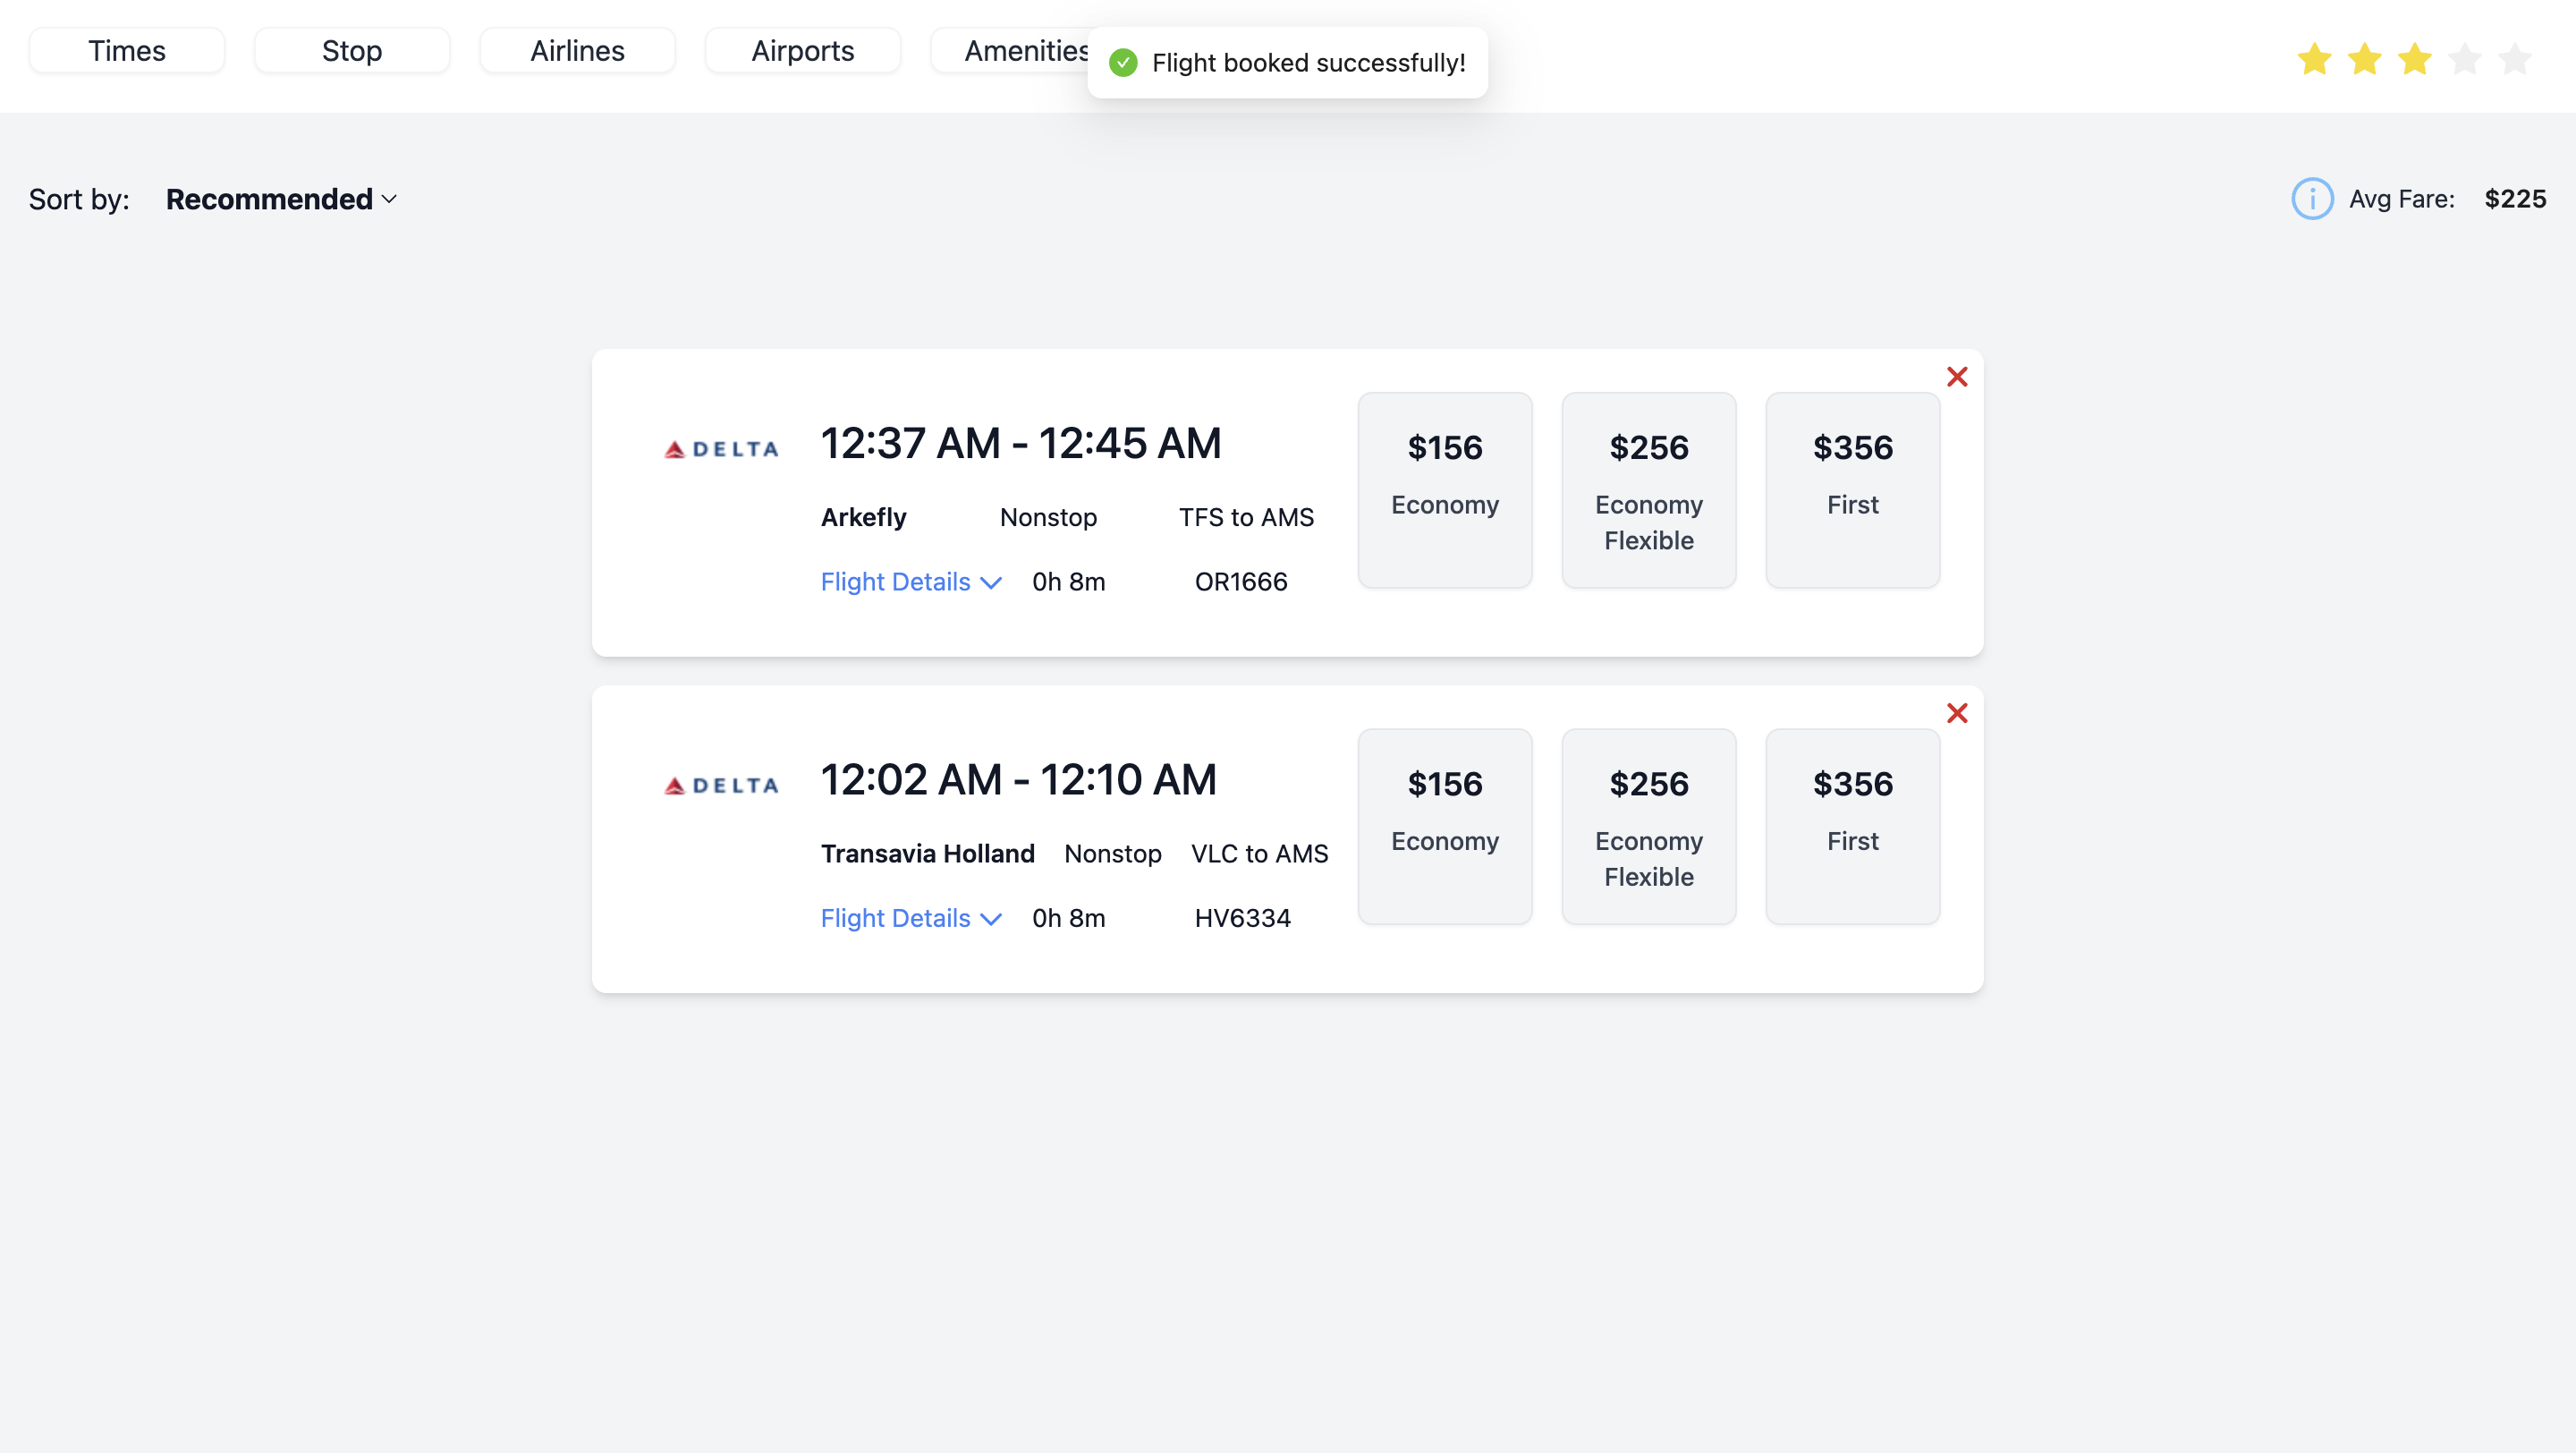 Times
Stop
Airlines
Airports
Amenities
Flight booked successfully!
Sort by: Recommended
Avg Fare: $225
DELTA
12:37 AM - 12:45 AM
Arkefly Nonstop TFS to AMS
Flight Details 0h 8m OR1666
$156
Economy
$256
Economy
Flexible
$356
First
DELTA
12:02 AM - 12:10 AM
Transavia Holland Nonstop VLC to AMS
Flight Details 0h 8m HV6334
$156
Economy
$256
Economy
Flexible
$356
First